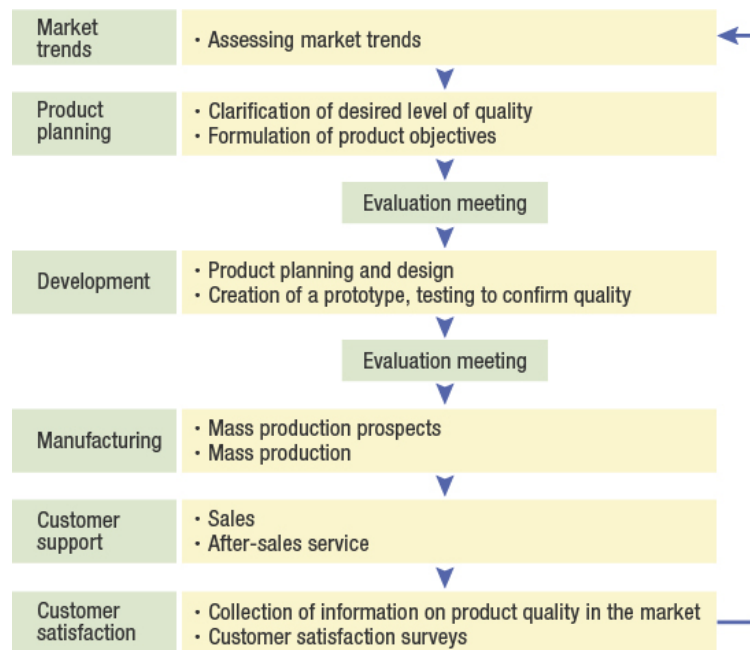 Market
trends
・Assessing market trends
Product
planning
・Clarification of desired level of quality
・Formulation of product objectives
Evaluation meeting
Development
・Product planning and design
・Creation of a prototype, testing to confirm quality
Evaluation meeting
Manufacturing
・Mass production prospects
・Mass production
Customer
support
・Sales
・After-sales service
Customer
satisfaction
・Collection of information on product quality in the market
・Customer satisfaction surveys